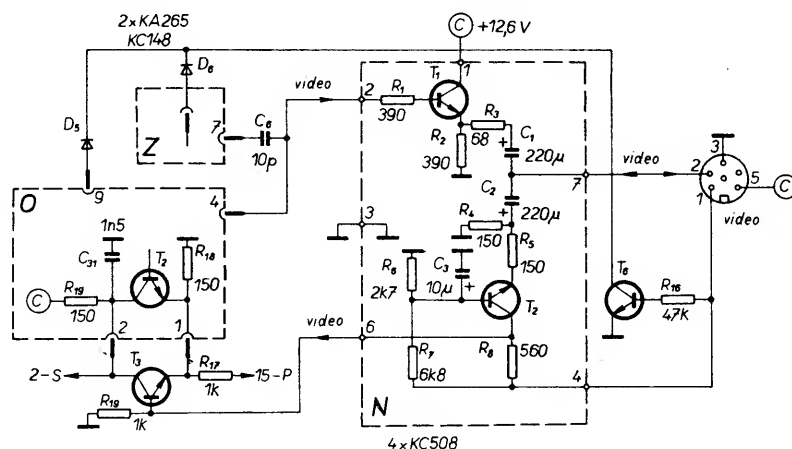 2×KA265
KC148
C
+12,6 V
D6
D5
Z
7
C6
10p
video
2
R1
390
T1
1
R3
68
C1
+
220µ
R2
390
C2
+
220µ
7
video
3
2
5
1
C
video
O
9
4
1n5
C31
T2
R18
150
C
R19
150
2
1
3
R4
150
R5
150
R6
2k7
C3
10µ
+
T2
T6
R16
47k
video
6
R7
6k8
R8
560
4
N
2-S
T3
R17
1k
15-P
R19
1k
4×KC508